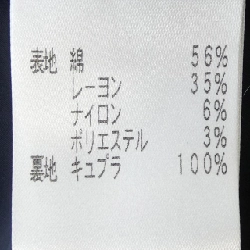 表地 綿 56%
レーヨン 35%
ナイロン 6%
ポリエステル 3%
裏地 キュプラ 100%